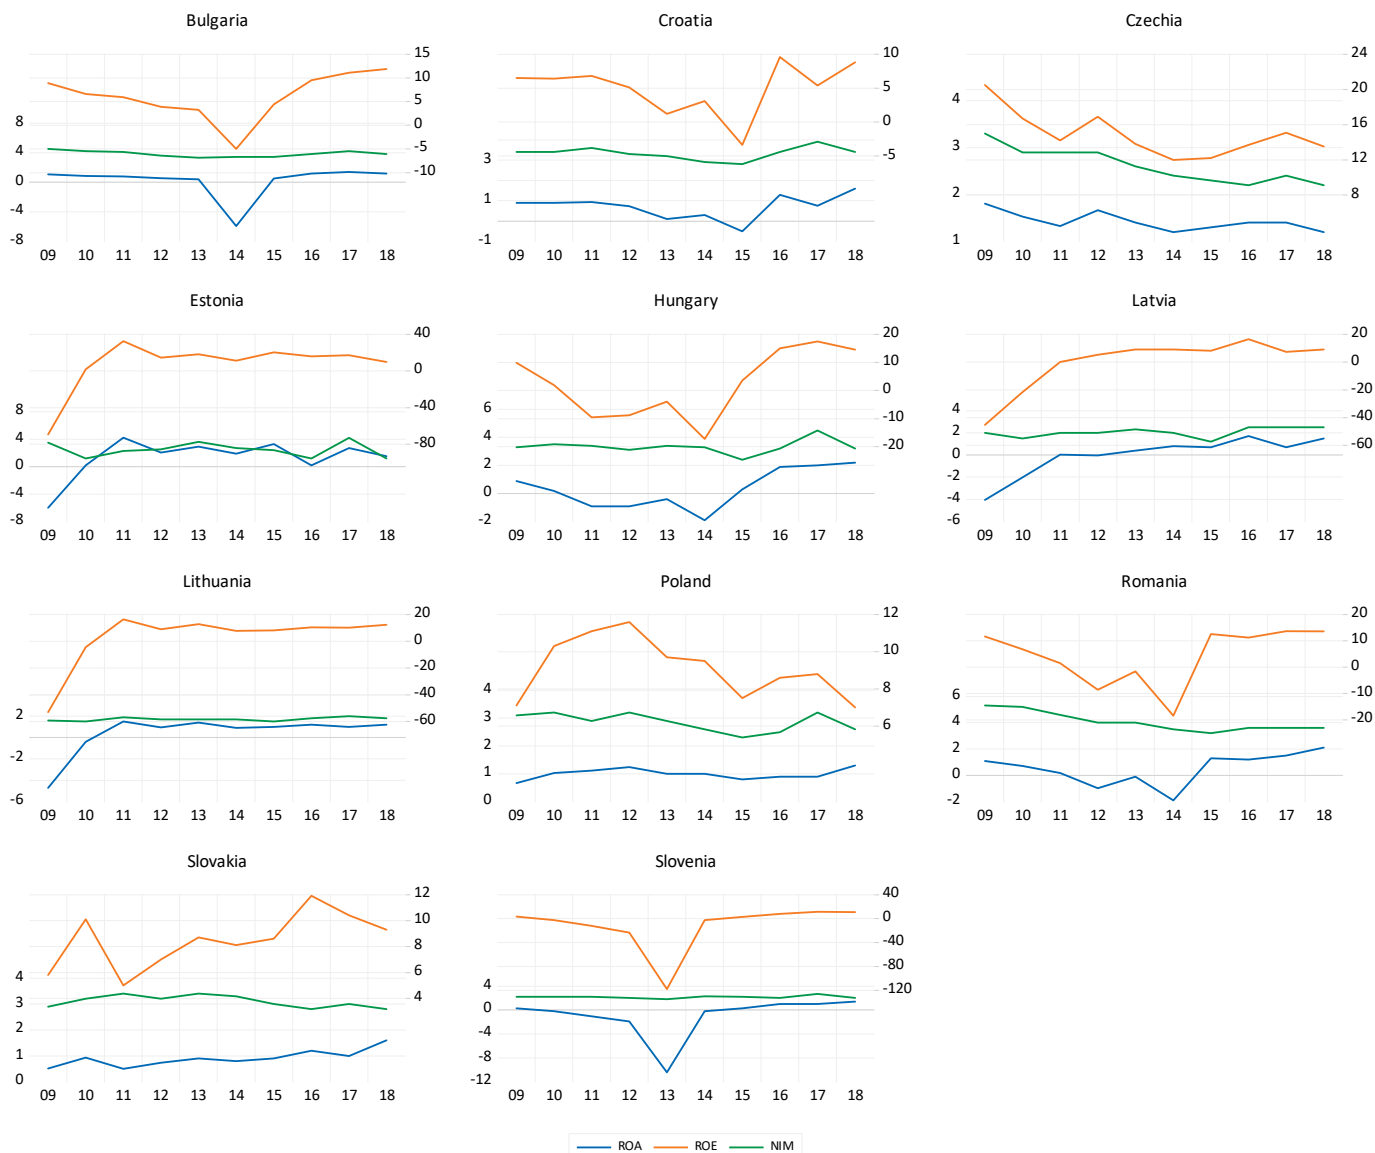 Bulgaria Croatia Czechia
15 10 24
10
5 5 20
8 4
0 0 16
4 -5 3 -5 3 12
0 -10 1 2 8
-4
-8 -1 1
09 10 11 12 13 14 15 16 17 18 09 10 11 12 13 14 15 16 17 18 09 10 11 12 13 14 15 16 17 18
Estonia Hungary Latvia
40 20 20
0 10 0
8 -40 6 0 4 -20
4 -80 4 -10 2 -40
0 2 -20 0 -60
-4 0 -2
-4
-8 -2 -6
09 10 11 12 13 14 15 16 17 18 09 10 11 12 13 14 15 16 17 18 09 10 11 12 13 14 15 16 17 18
Lithuania Poland Romania
20 12 20
0 10 10
-20 0
2 -40 4 8 6 -10
-60 3 6 4 -20
-2 2 2
1 0
-6 0 -2
09 10 11 12 13 14 15 16 17 18 09 10 11 12 13 14 15 16 17 18 09 10 11 12 13 14 15 16 17 18
Slovakia Slovenia
12 40
10 0
8 -40
4 6 4 -80
3 4 0 -120
2 -4
1 -8
0 -12
09 10 11 12 13 14 15 16 17 18 09 10 11 12 13 14 15 16 17 18
ROA ROE NIM